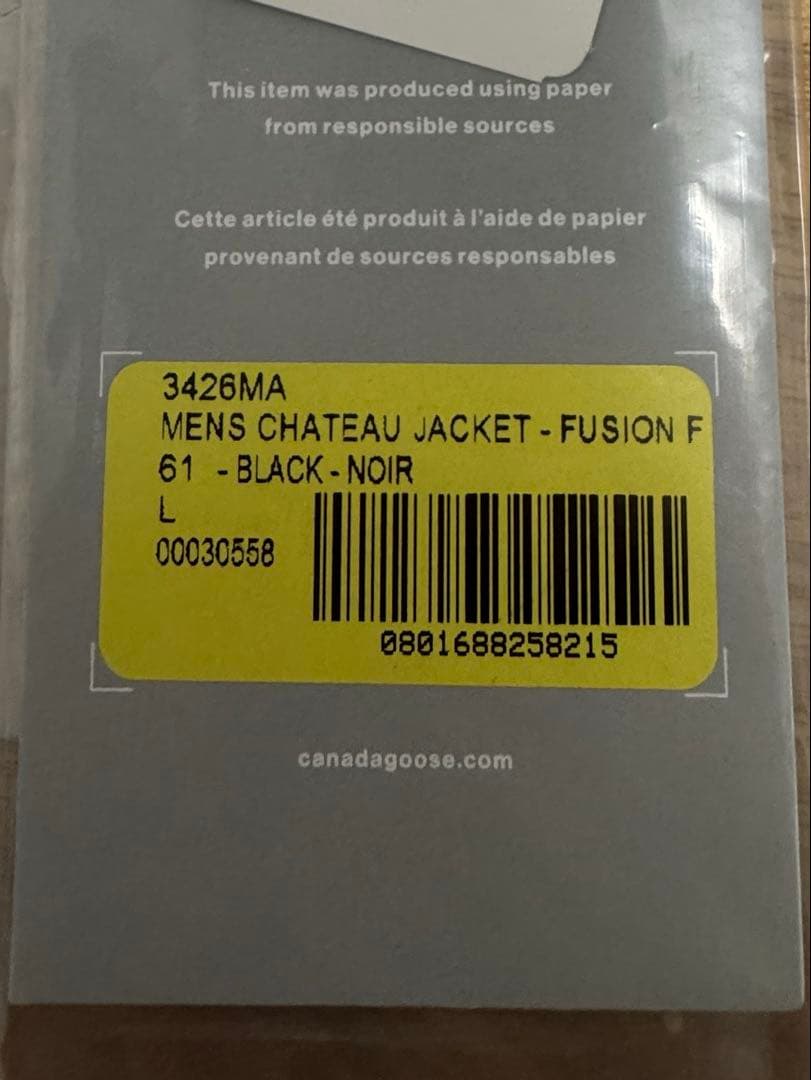 This item was produced using paper
from responsible sources
Cette article été produit à l'aide de papier
provenant de sources responsables
3426MA
MENS CHATEAU JACKET - FUSION F
61 - BLACK - NOIR
L
00030558
0801688258215
canadagoose.com